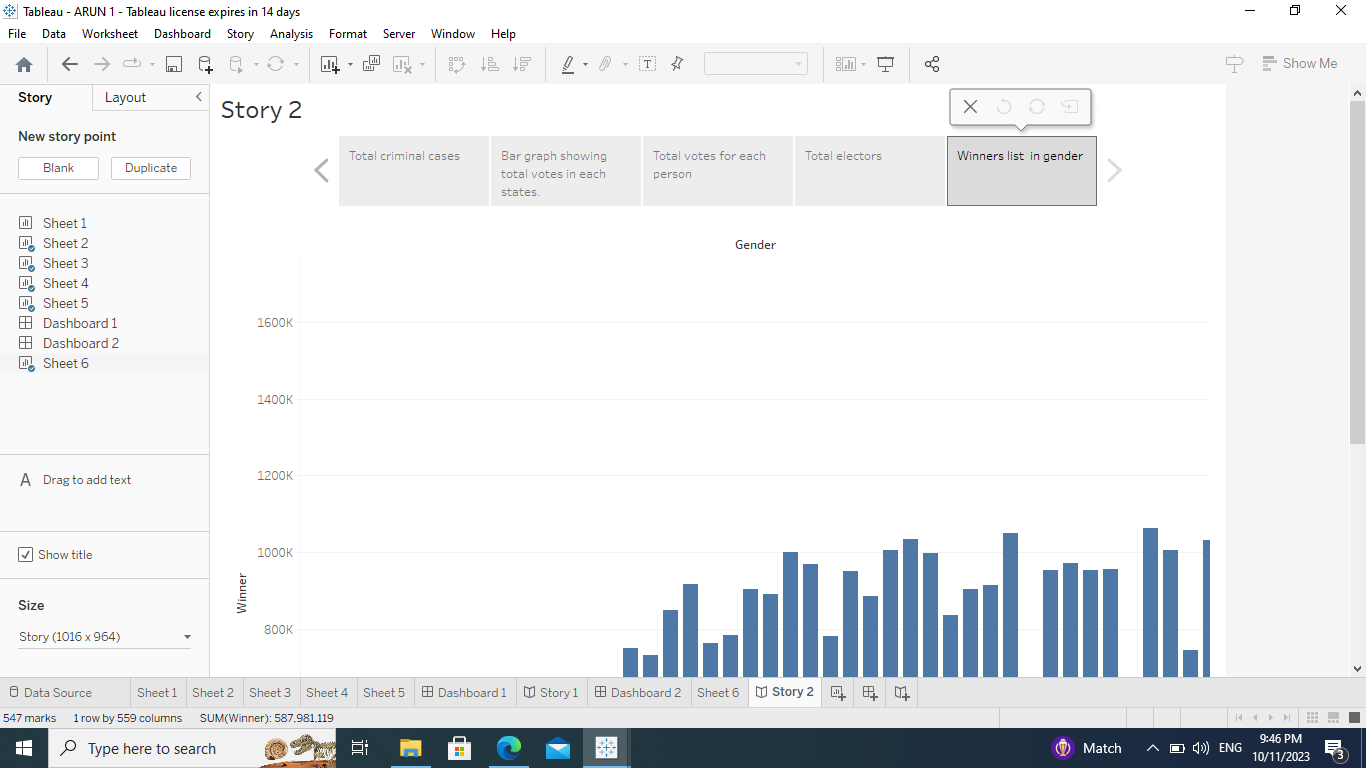 Tableau - ARUN 1 - Tableau license expires in 14 days
File Data Worksheet Dashboard Story Analysis Format Server Window Help
Show Me
Story Layout
New story point
Blank Duplicate
Sheet 1
Sheet 2
Sheet 3
Sheet 4
Sheet 5
Dashboard 1
Dashboard 2
Sheet 6
A Drag to add text
Show title
Size
Story (1016 x 964)
Story 2
Total criminal cases
Bar graph showing
total votes in each
states.
Total votes for each
person
Total electors
Winners list in gender
Gender
1600K
1400K
1200K
1000K
800K
Winner
Data Source Sheet 1 Sheet 2 Sheet 3 Sheet 4 Sheet 5 Dashboard 1 Story 1 Dashboard 2 Sheet 6 Story 2
547 marks 1 row by 559 columns SUM(Winner): 587,981,119
Type here to search
Match
ENG
9:46 PM
10/11/2023
3